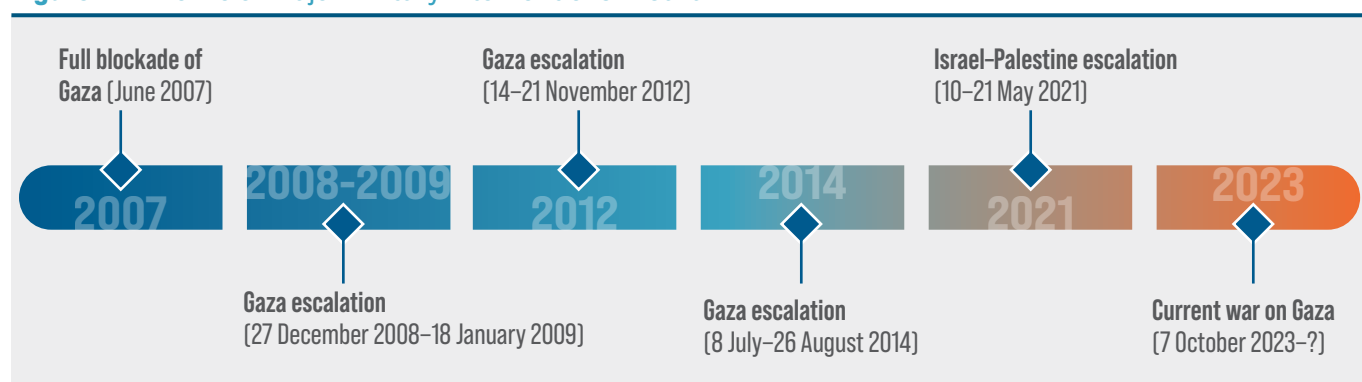 Full blockade of
Gaza (June 2007)
Gaza escalation
(14–21 November 2012)
Israel–Palestine escalation
(10–21 May 2021)
2007
2008-2009
2012
2014
2021
2023
Gaza escalation
(27 December 2008–18 January 2009)
Gaza escalation
(8 July–26 August 2014)
Current war on Gaza
(7 October 2023–?)